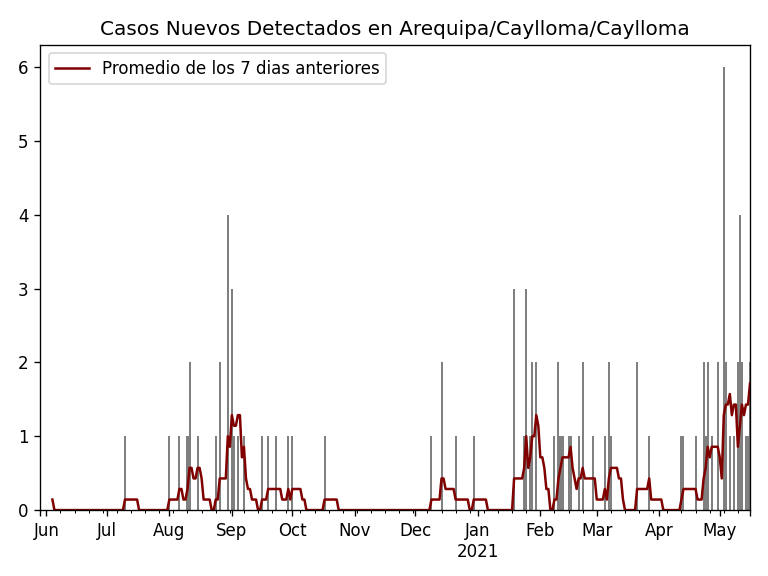 Casos Nuevos Detectados en Arequipa/Caylloma/Caylloma
Promedio de los 7 dias anteriores
6
5
4
3
2
1
0
Jun Jul Aug Sep Oct Nov Dec Jan Feb Mar Apr May
2021